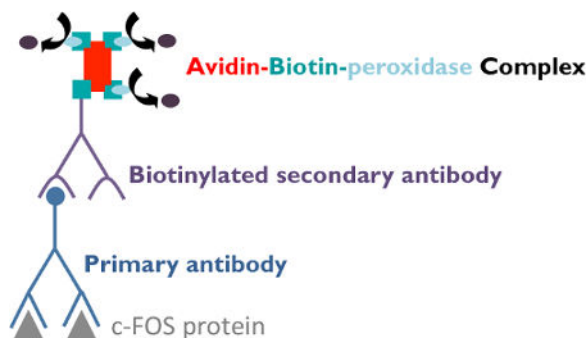 Avidin-Biotin-peroxidase Complex
Biotinylated secondary antibody
Primary antibody
c-FOS protein